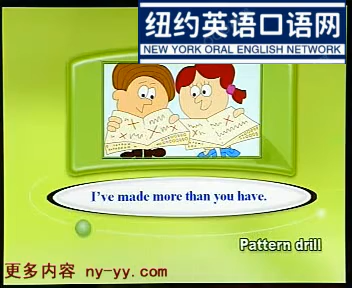 纽约英语口语网
NEW YORK ORAL ENGLISH NETWORK
I've made more than you have.
Pattern drill
更多内容 ny-yy. com